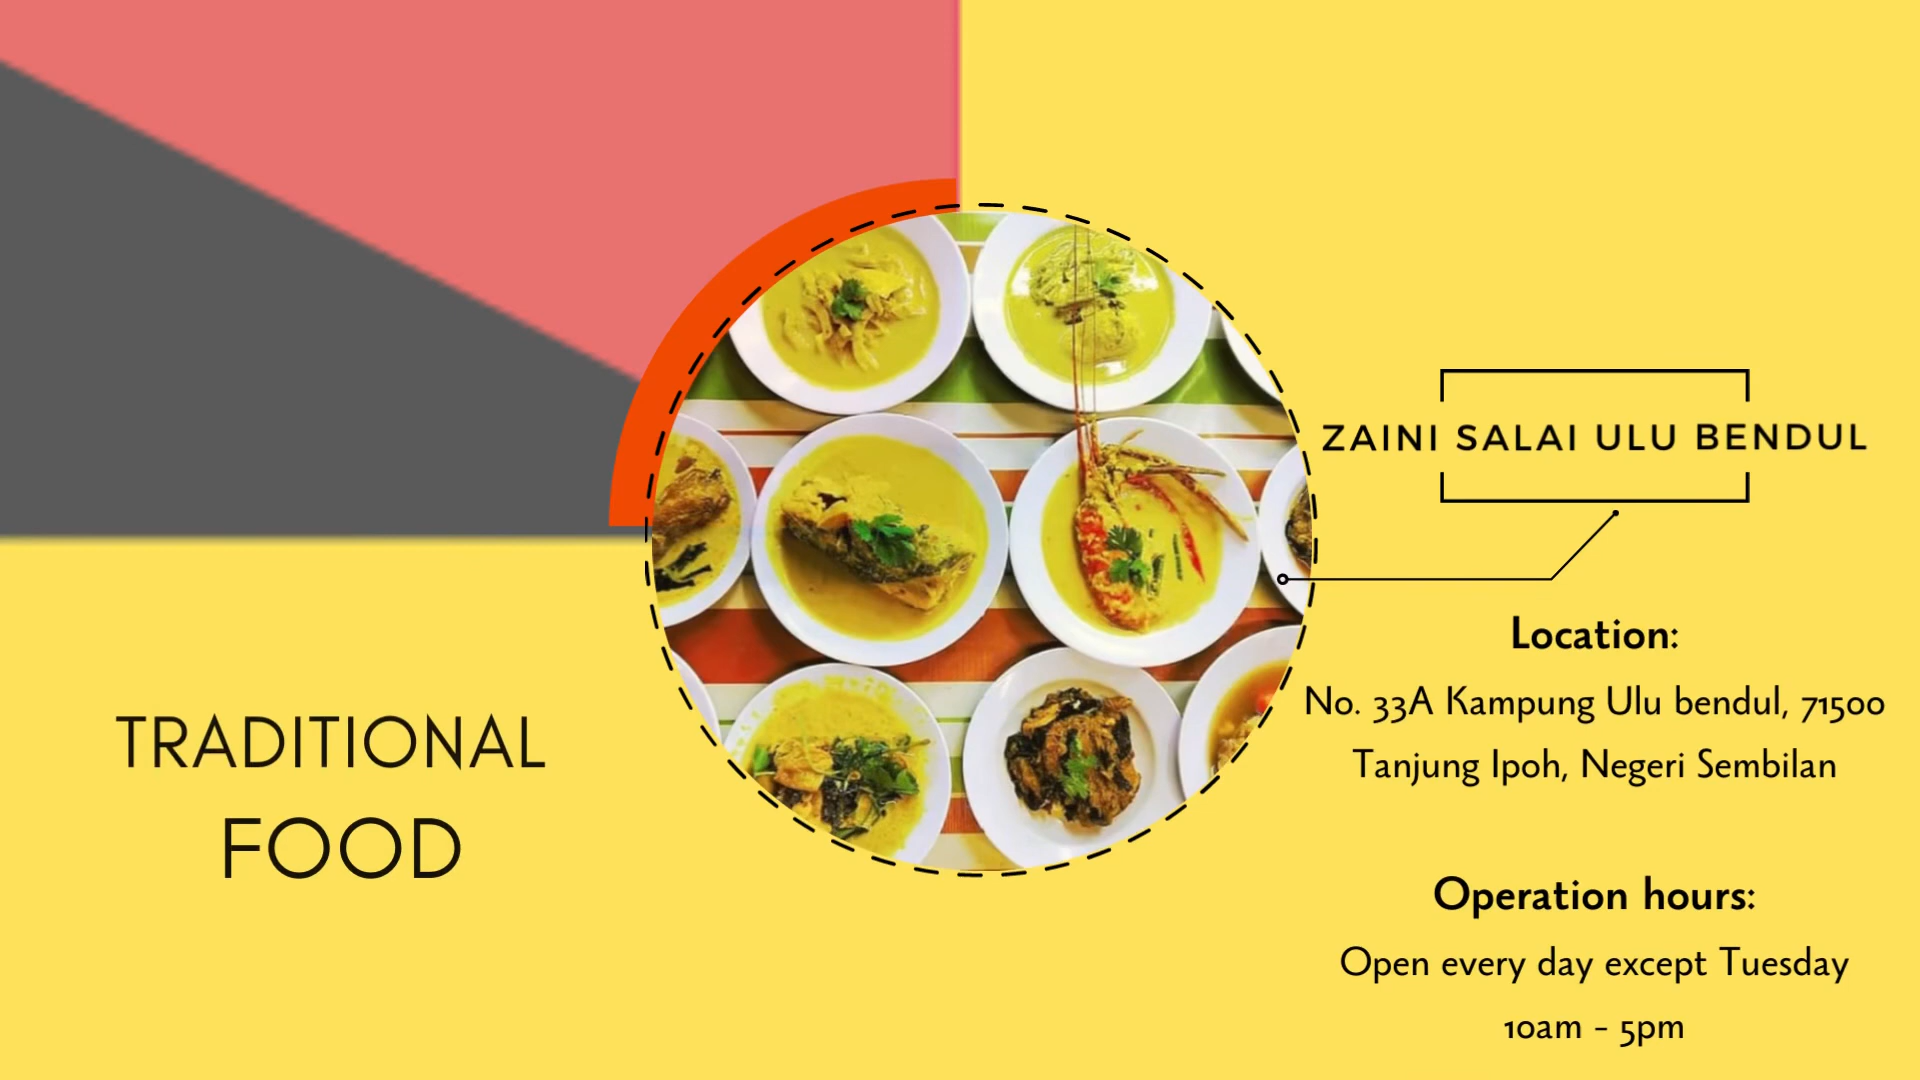 TRADITIONAL
FOOD
ZAINI SALAI ULU BENDUL
Location:
No. 33A Kampung Ulu bendul, 71500
Tanjung Ipoh, Negeri Sembilan
Operation hours:
Open every day except Tuesday
10am - 5pm